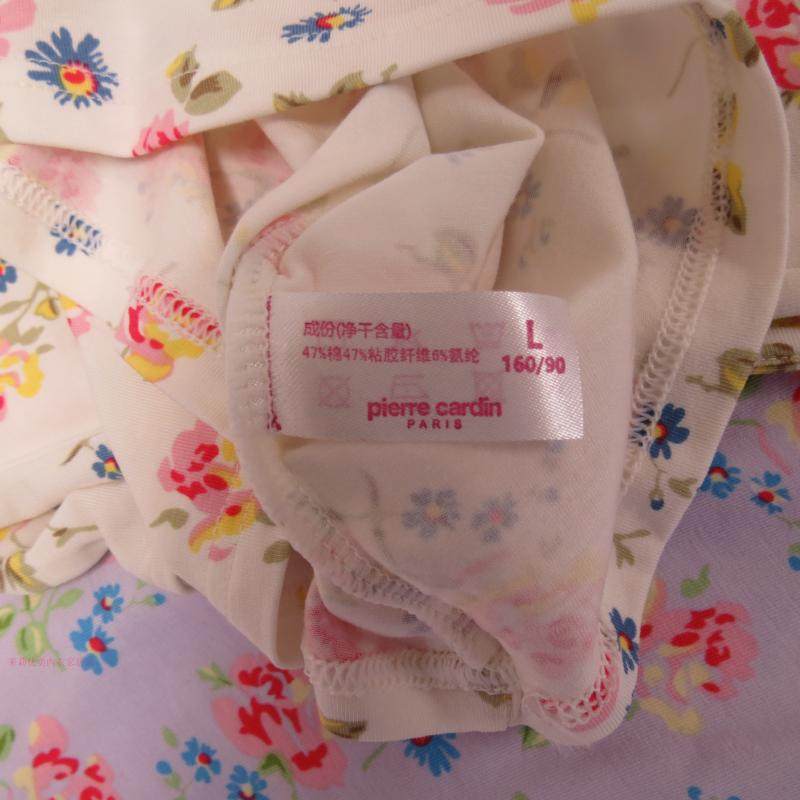 成份(净干含量)
47%棉47%粘胶纤维6%氨纶
L
160/90
pierre cardin
PARIS